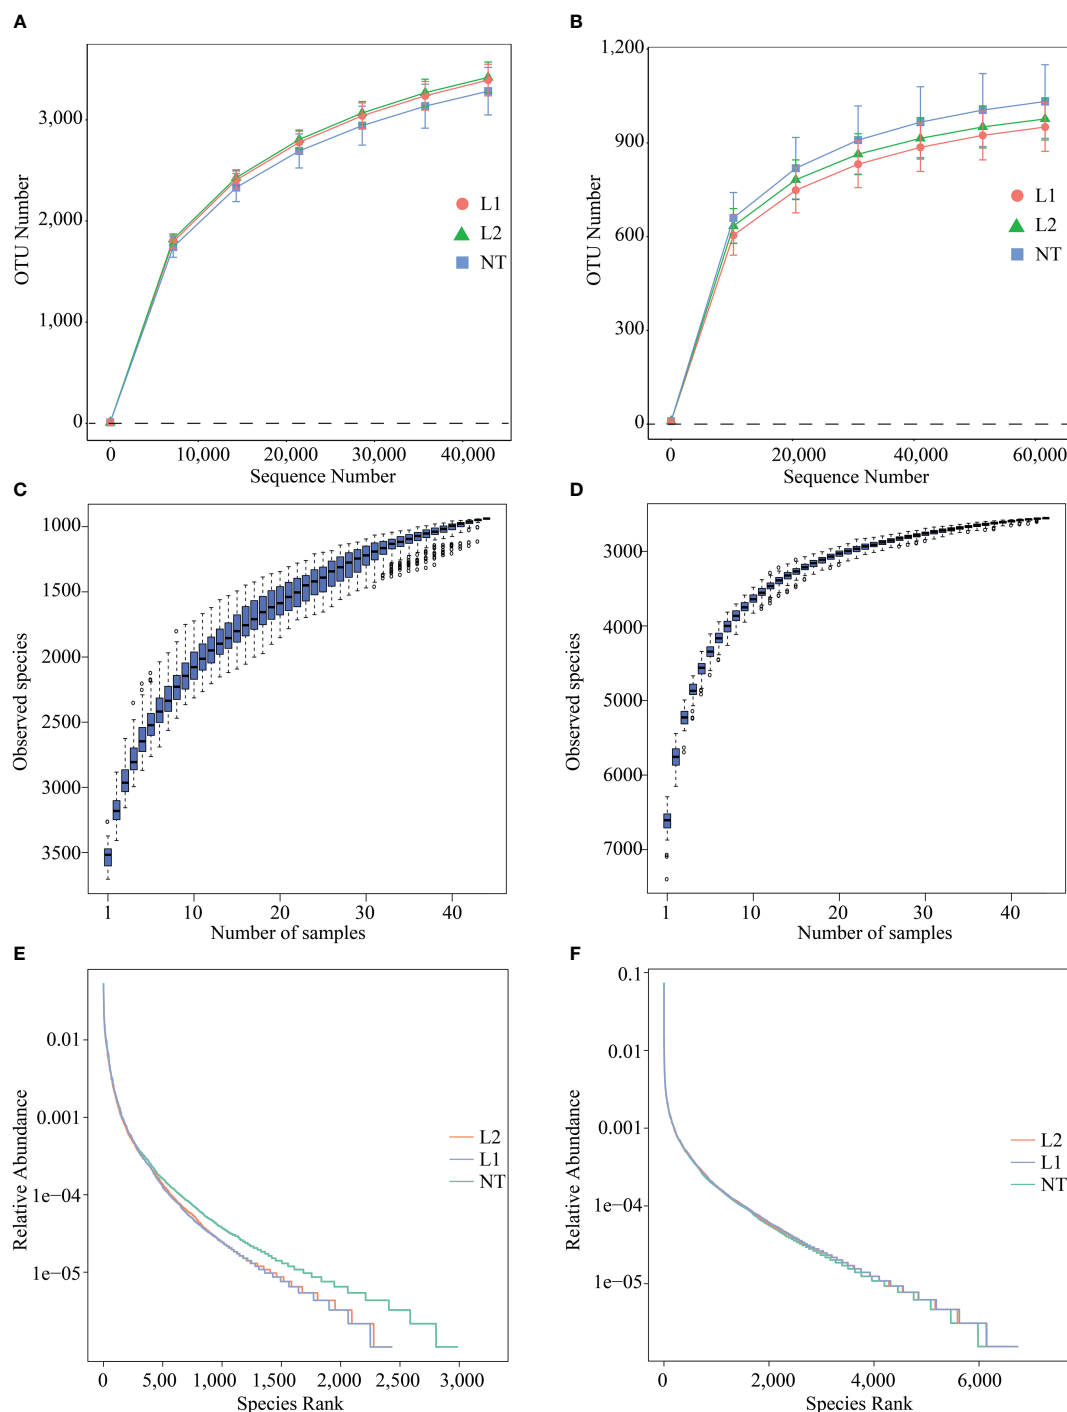 A
3,000
2,000
1,000
0
OTU Number
L1
L2
NT
0 10,000 20,000 30,000 40,000
Sequence Number
B
1,200
900
600
300
0
OTU Number
L1
L2
NT
0 20,000 40,000 60,000
Sequence Number
C
1000
1500
2000
2500
3000
3500
Observed species
1 10 20 30 40
Number of samples
D
3000
4000
5000
6000
7000
Observed species
1 10 20 30 40
Number of samples
E
0.01
0.001
1e−04
1e−05
Relative Abundance
L2
L1
NT
0 5,00 1,000 1,500 2,000 3,000
Species Rank
F
0.1
0.01
0.001
1e−04
1e−05
Relative Abundance
L2
L1
NT
0 2,000 4,000 6,000
Species Rank